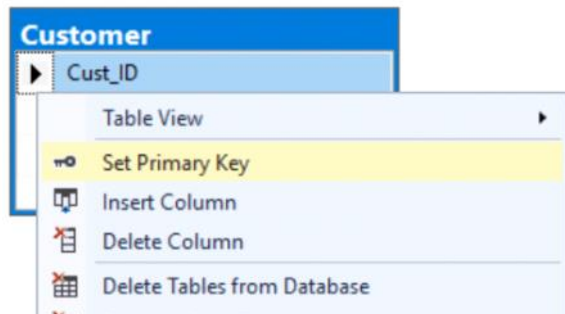 Customer
Cust_ID
Table View
Set Primary Key
Insert Column
Delete Column
Delete Tables from Database